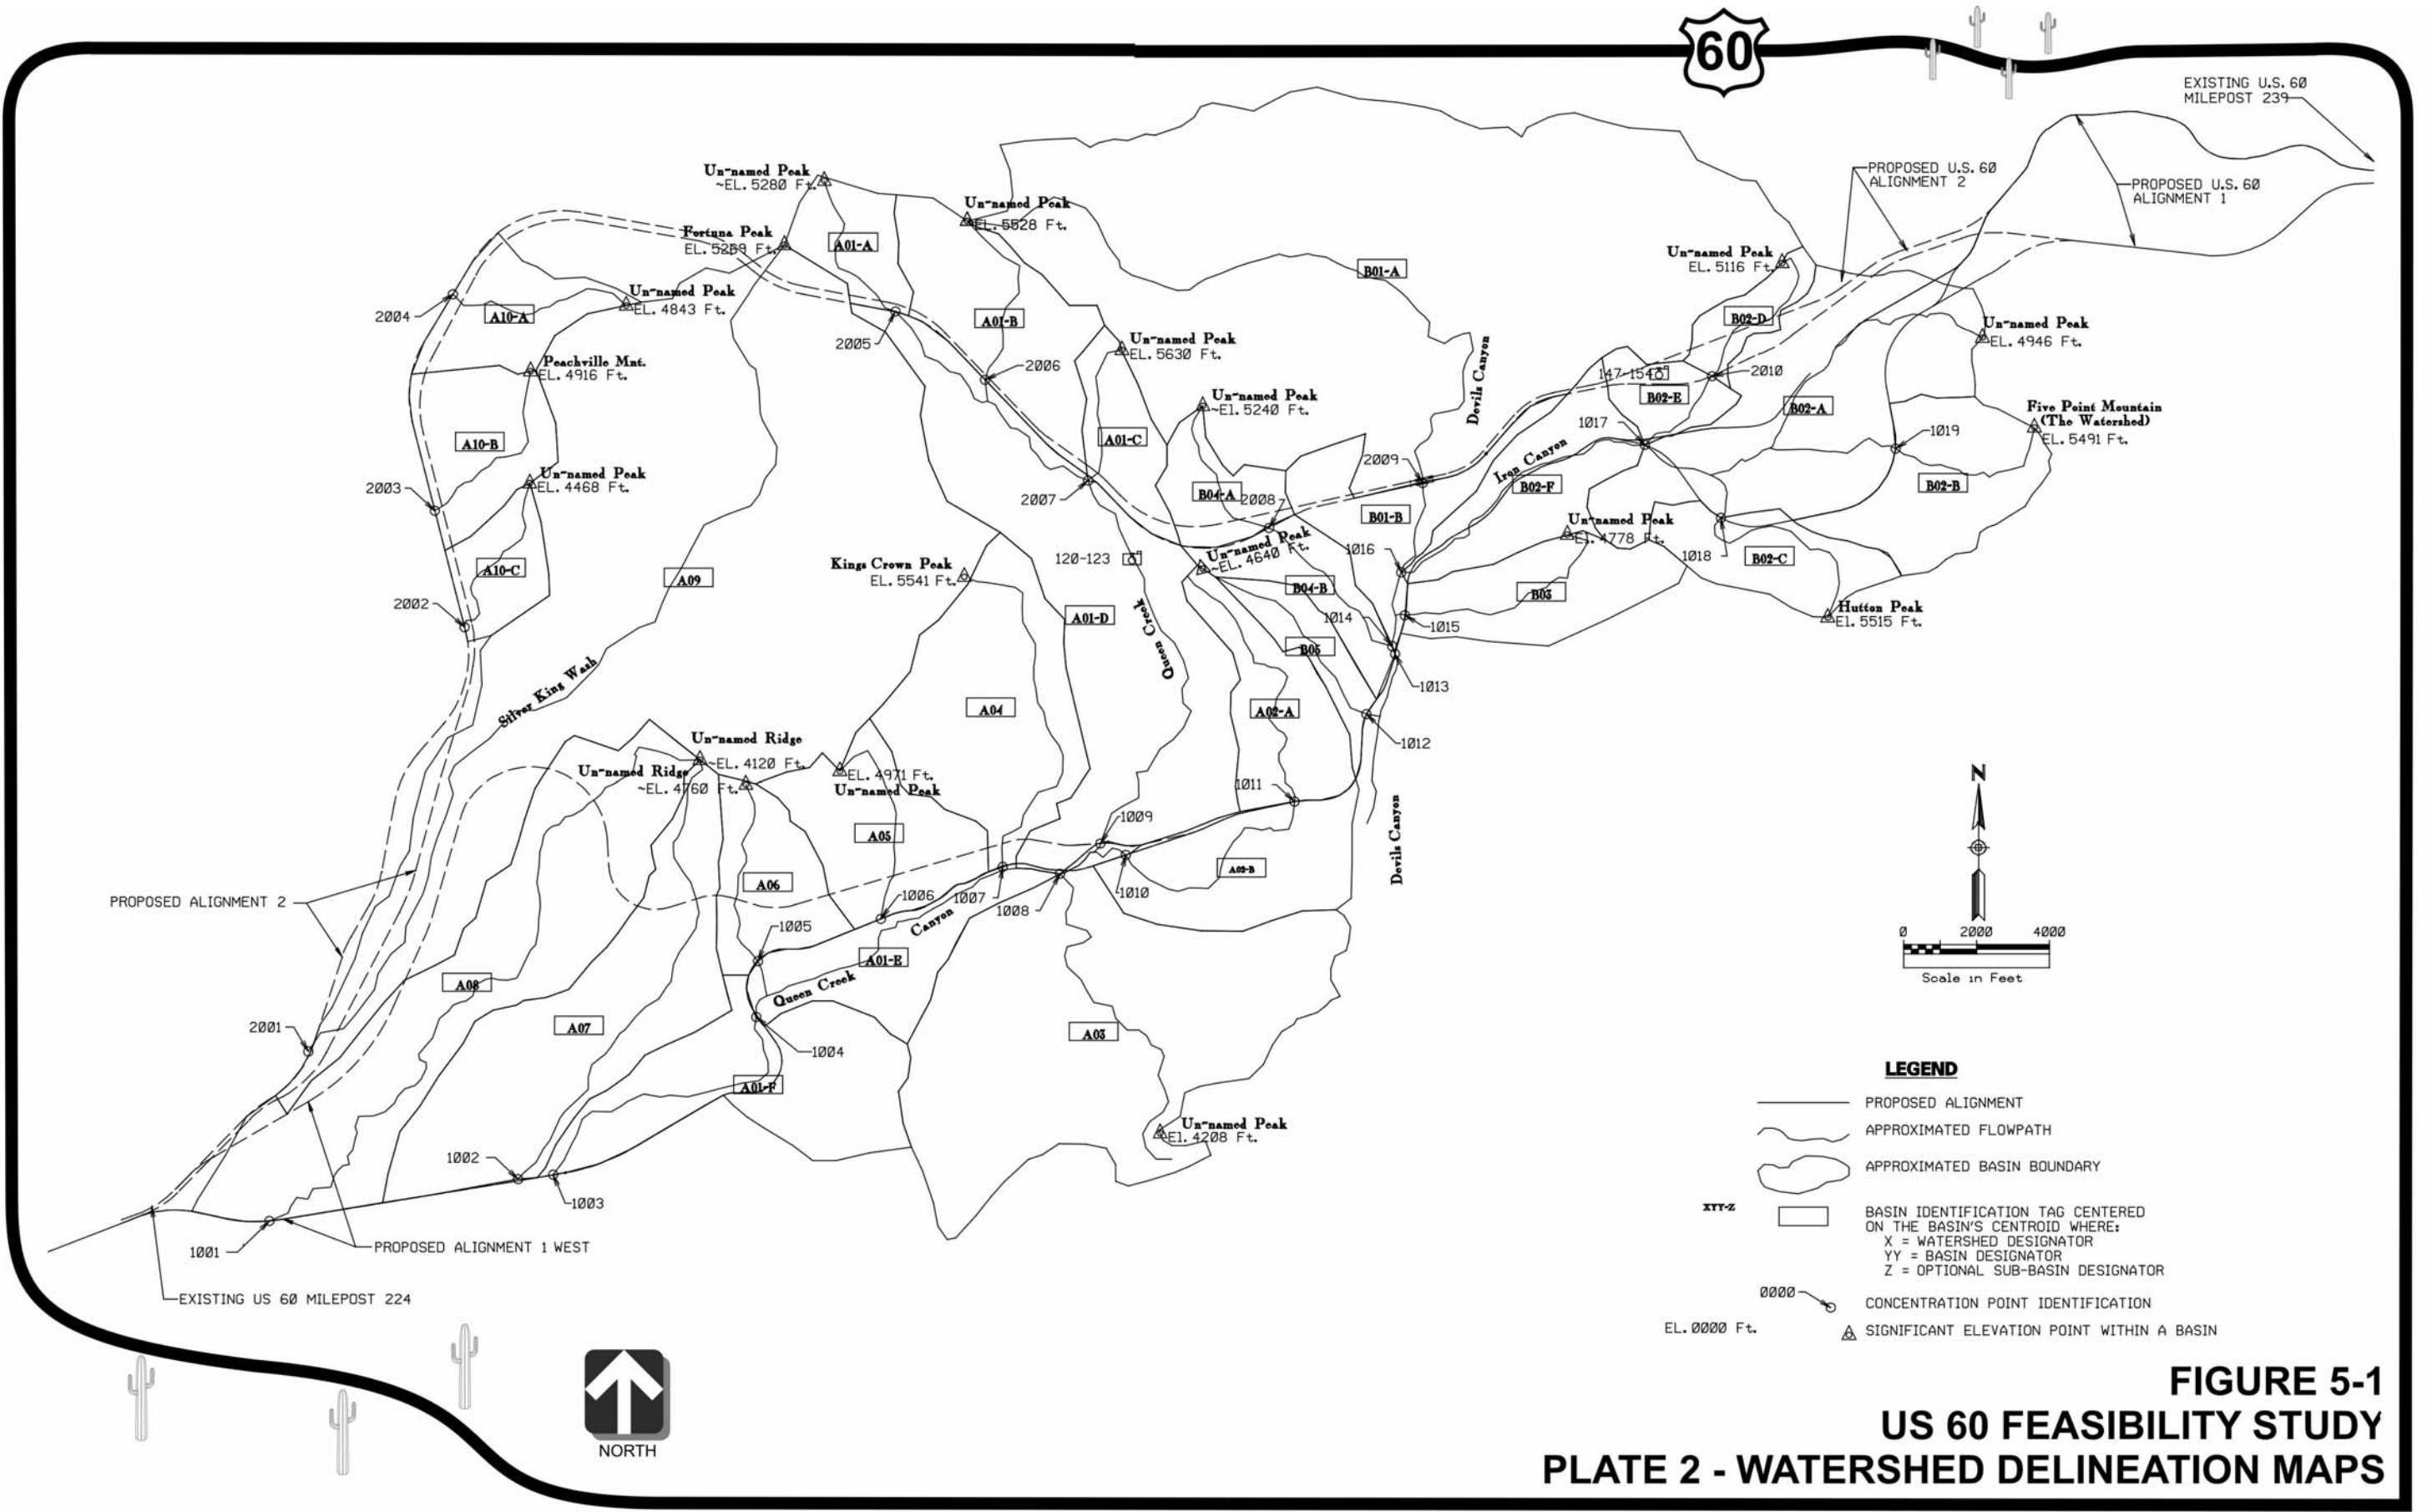 60
EXISTING U.S. 60
MILEPOST 239
PROPOSED U.S. 60
ALIGNMENT 2
PROPOSED U.S. 60
ALIGNMENT 1
Un-named Peak
~EL. 5280 Ft.
Un-named Peak
EL. 5528 Ft.
Fortuna Peak
EL. 5269 Ft.
A01-A
B01-A
Un-named Peak
EL. 5116 Ft.
Un-named Peak
EL. 4843 Ft.
2004
A10-A
A01-B
B02-D
Un-named Peak
EL. 4946 Ft.
2005
Un-named Peak
EL. 5630 Ft.
Devils Canyon
Peachville Mnt.
EL. 4916 Ft.
2006
147-154
2010
B02-E
Un-named Peak
~El. 5240 Ft.
B02-A
Five Point Mountain
(The Watershed)
EL. 5491 Ft.
1017
1019
A10-B
A01-C
2009
Iron Canyon
Un-named Peak
EL. 4468 Ft.
2003
2007
B04-A
2008
B02-F
B02-B
B01-B
Un-named Peak
EL. 4778 Ft.
Un-named Peak
~EL. 4640 Ft.
120-123
1016
1018
B02-C
A10-C
A09
Kings Crown Peak
EL. 5541 Ft.
B04-B
B03
2002
A01-D
Queen Creek
1014
1015
Hutton Peak
El. 5515 Ft.
B05
Silver King Wash
1013
A04
A02-A
Un-named Ridge
~EL. 4120 Ft.
1012
Un-named Ridge
~EL. 4760 Ft.
EL. 4971 Ft.
Un-named Peak
1011
N
1009
A05
Devils Canyon
A02-B
A06
PROPOSED ALIGNMENT 2
1006
1007
1008
1010
Canyon
1005
0 2000 4000
Scale in Feet
A01-E
Queen Creek
A08
2001
A07
A03
1004
A01-F
Un-named Peak
El. 4208 Ft.
1002
1003
1001
PROPOSED ALIGNMENT 1 WEST
EXISTING US 60 MILEPOST 224
LEGEND
PROPOSED ALIGNMENT
APPROXIMATED FLOWPATH
APPROXIMATED BASIN BOUNDARY
XYY-Z
BASIN IDENTIFICATION TAG CENTERED
ON THE BASIN'S CENTROID WHERE:
X = WATERSHED DESIGNATOR
YY = BASIN DESIGNATOR
Z = OPTIONAL SUB-BASIN DESIGNATOR
0000
CONCENTRATION POINT IDENTIFICATION
EL. 0000 Ft.
SIGNIFICANT ELEVATION POINT WITHIN A BASIN
NORTH
FIGURE 5-1
US 60 FEASIBILITY STUDY
PLATE 2 - WATERSHED DELINEATION MAPS